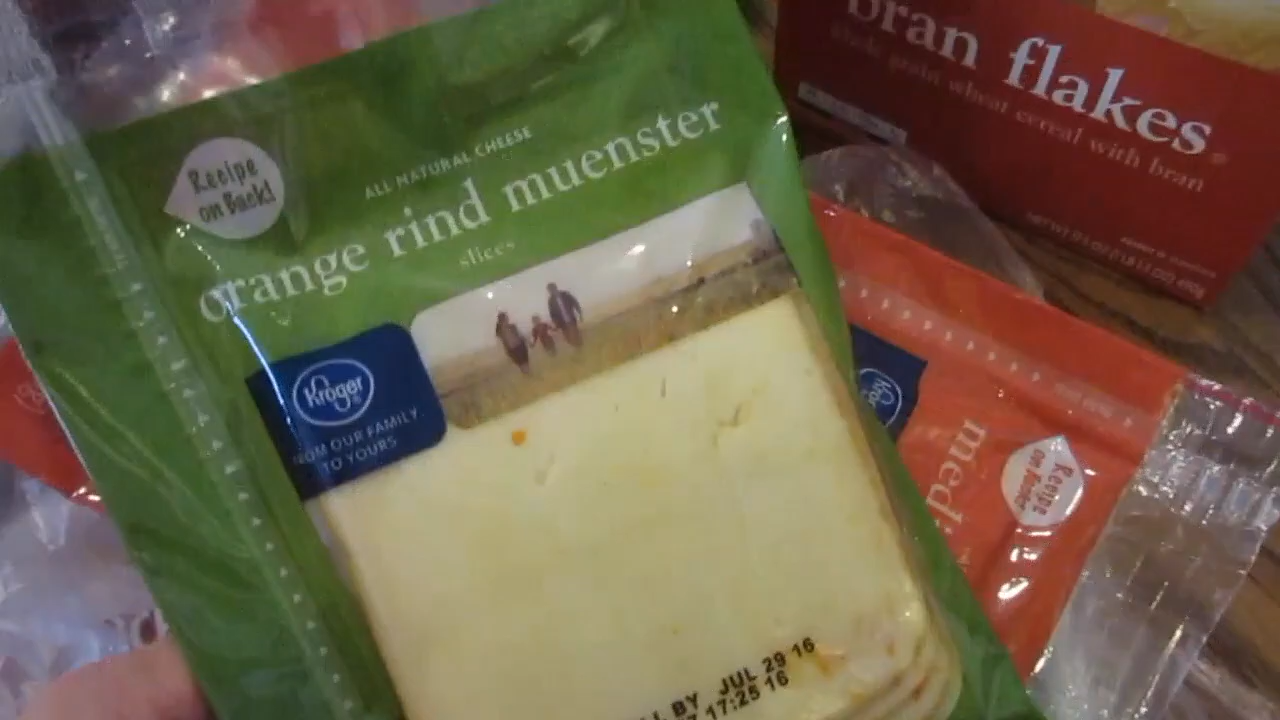 Recipe
on Back!
ALL NATURAL CHEESE
orange rind muenster
slices
Kroger
FROM OUR FAMILY
TO YOURS
JUL 29 16
17:25 16
bran flakes
whole grain wheat cereal with bran
medi
Recipe
on